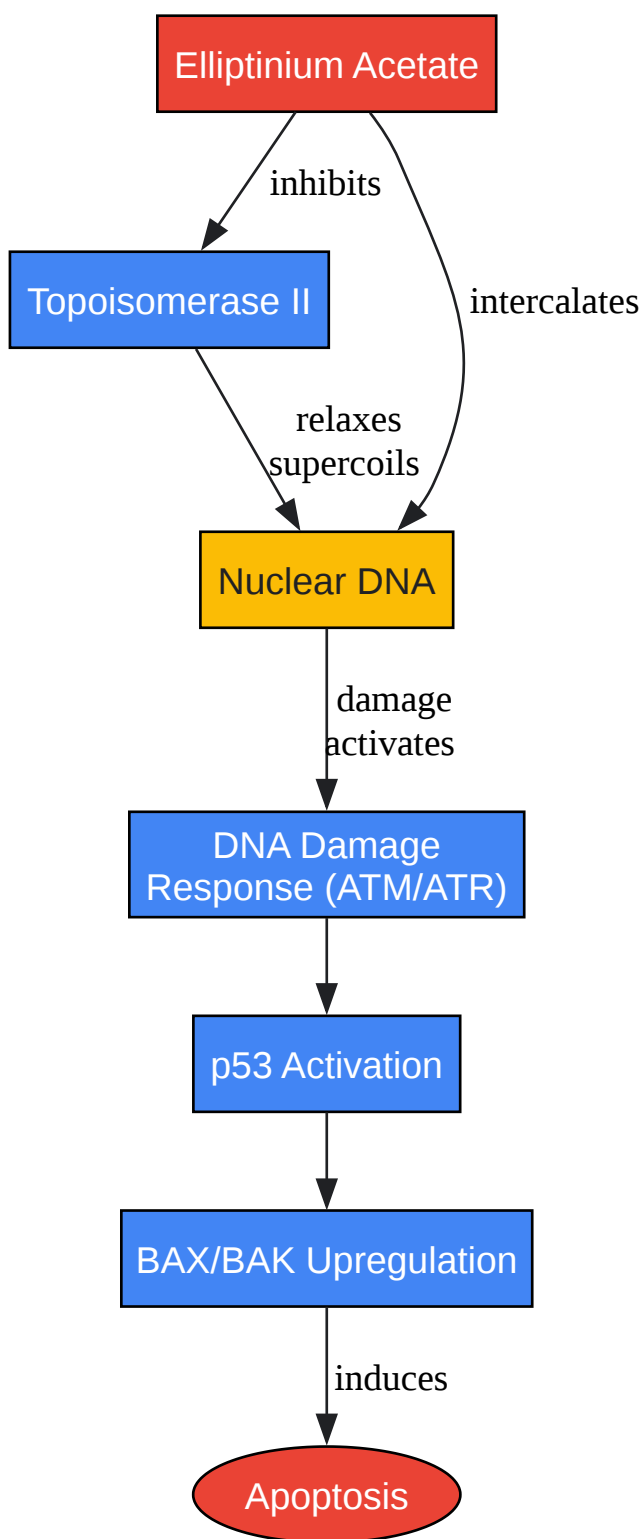 Elliptinium Acetate
inhibits
Topoisomerase II
intercalates
relaxes
supercoils
Nuclear DNA
damage
activates
DNA Damage
Response (ATM/ATR)
p53 Activation
BAX/BAK Upregulation
induces
Apoptosis